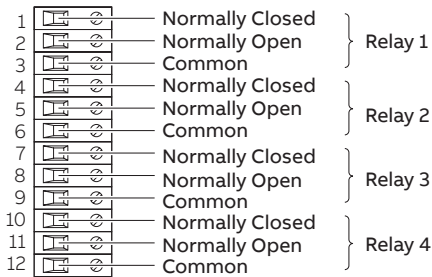 1 Normally Closed
2 Normally Open Relay 1
3 Common
4 Normally Closed
5 Normally Open Relay 2
6 Common
7 Normally Closed
8 Normally Open Relay 3
9 Common
10 Normally Closed
11 Normally Open Relay 4
12 Common